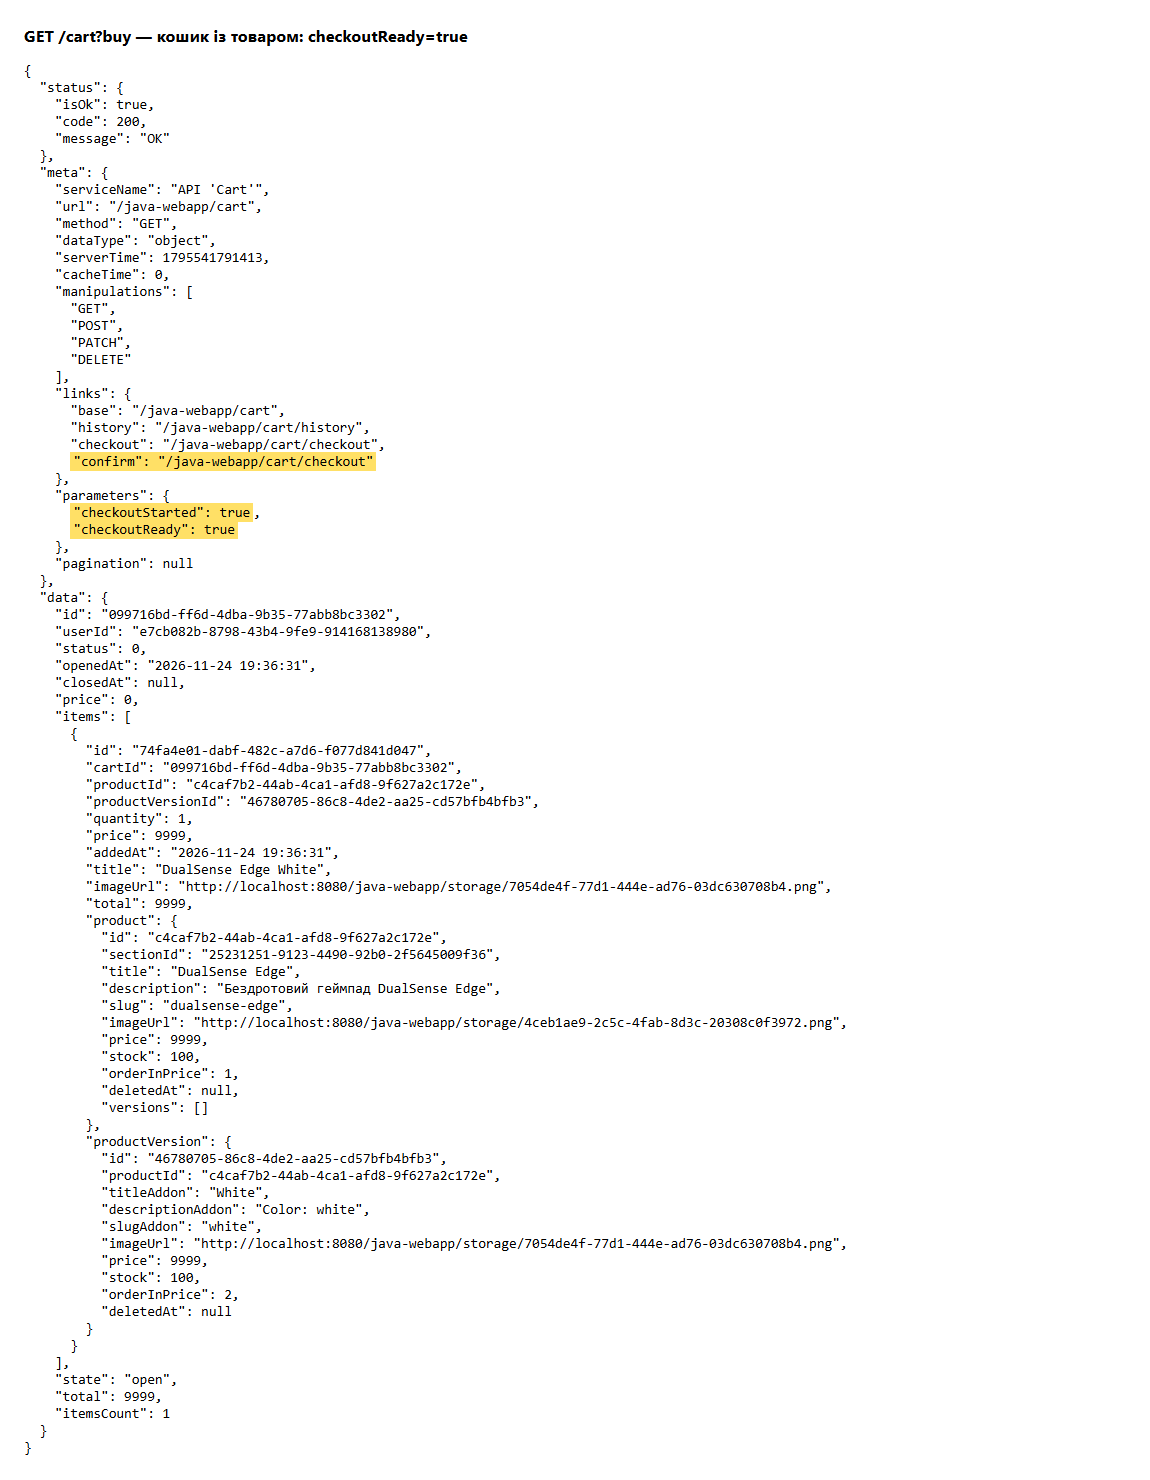 GET /cart?buy — кошик із товаром: checkoutReady=true
{
  "status": {
    "isOk": true,
    "code": 200,
    "message": "OK"
  },
  "meta": {
    "serviceName": "API 'Cart'",
    "url": "/java-webapp/cart",
    "method": "GET",
    "dataType": "object",
    "serverTime": 1795541791413,
    "cacheTime": 0,
    "manipulations": [
      "GET",
      "POST",
      "PATCH",
      "DELETE"
    ],
    "links": {
      "base": "/java-webapp/cart",
      "history": "/java-webapp/cart/history",
      "checkout": "/java-webapp/cart/checkout",
      "confirm": "/java-webapp/cart/checkout"
    },
    "parameters": {
      "checkoutStarted": true,
      "checkoutReady": true
    },
    "pagination": null
  },
  "data": {
    "id": "099716bd-ff6d-4dba-9b35-77abb8bc3302",
    "userId": "e7cb082b-8798-43b4-9fe9-914168138980",
    "status": 0,
    "openedAt": "2026-11-24 19:36:31",
    "closedAt": null,
    "price": 0,
    "items": [
      {
        "id": "74fa4e01-dabf-482c-a7d6-f077d841d047",
        "cartId": "099716bd-ff6d-4dba-9b35-77abb8bc3302",
        "productId": "c4caf7b2-44ab-4ca1-afd8-9f627a2c172e",
        "productVersionId": "46780705-86c8-4de2-aa25-cd57bfb4bfb3",
        "quantity": 1,
        "price": 9999,
        "addedAt": "2026-11-24 19:36:31",
        "title": "DualSense Edge White",
        "imageUrl": "http://localhost:8080/java-webapp/storage/7054de4f-77d1-444e-ad76-03dc630708b4.png",
        "total": 9999,
        "product": {
          "id": "c4caf7b2-44ab-4ca1-afd8-9f627a2c172e",
          "sectionId": "25231251-9123-4490-92b0-2f5645009f36",
          "title": "DualSense Edge",
          "description": "Бездротовий геймпад DualSense Edge",
          "slug": "dualsense-edge",
          "imageUrl": "http://localhost:8080/java-webapp/storage/4ceb1ae9-2c5c-4fab-8d3c-20308c0f3972.png",
          "price": 9999,
          "stock": 100,
          "orderInPrice": 1,
          "deletedAt": null,
          "versions": []
        },
        "productVersion": {
          "id": "46780705-86c8-4de2-aa25-cd57bfb4bfb3",
          "productId": "c4caf7b2-44ab-4ca1-afd8-9f627a2c172e",
          "titleAddon": "White",
          "descriptionAddon": "Color: white",
          "slugAddon": "white",
          "imageUrl": "http://localhost:8080/java-webapp/storage/7054de4f-77d1-444e-ad76-03dc630708b4.png",
          "price": 9999,
          "stock": 100,
          "orderInPrice": 2,
          "deletedAt": null
        }
      }
    ],
    "state": "open",
    "total": 9999,
    "itemsCount": 1
  }
}